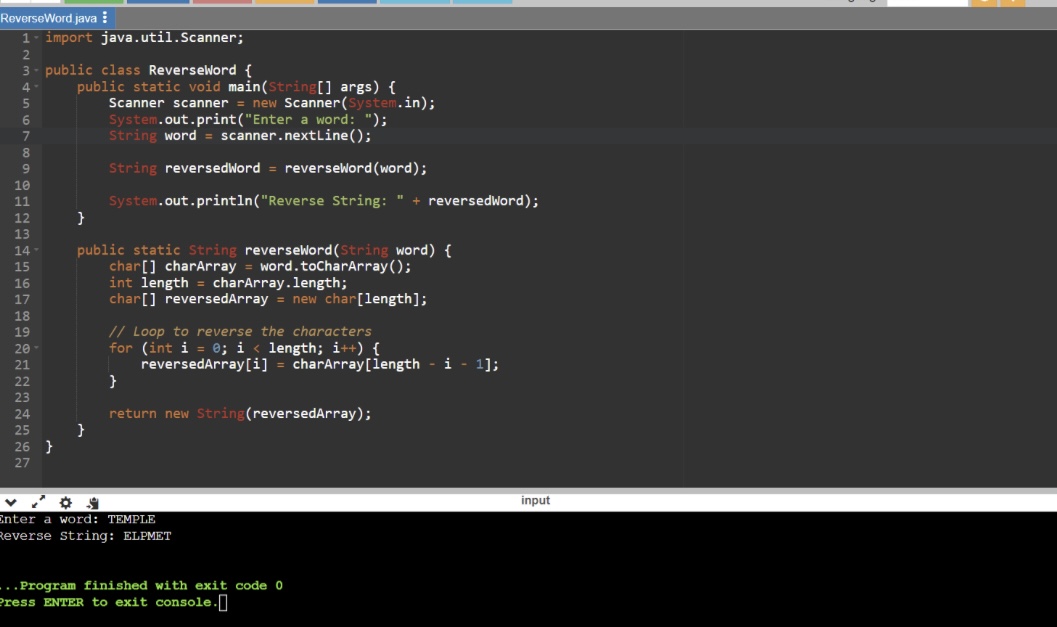 ReverseWord.java
1 import java.util.Scanner;
2
3 public class ReverseWord {
4     public static void main(String[] args) {
5         Scanner scanner = new Scanner(System.in);
6         System.out.print("Enter a word: ");
7         String word = scanner.nextLine();
8
9         String reversedWord = reverseWord(word);
10
11         System.out.println("Reverse String: " + reversedWord);
12     }
13
14     public static String reverseWord(String word) {
15         char[] charArray = word.toCharArray();
16         int length = charArray.length;
17         char[] reversedArray = new char[length];
18
19         // Loop to reverse the characters
20         for (int i = 0; i < length; i++) {
21             reversedArray[i] = charArray[length - i - 1];
22         }
23
24         return new String(reversedArray);
25     }
26 }
27
input
Enter a word: TEMPLE
Reverse String: ELPMET
...Program finished with exit code 0
Press ENTER to exit console.